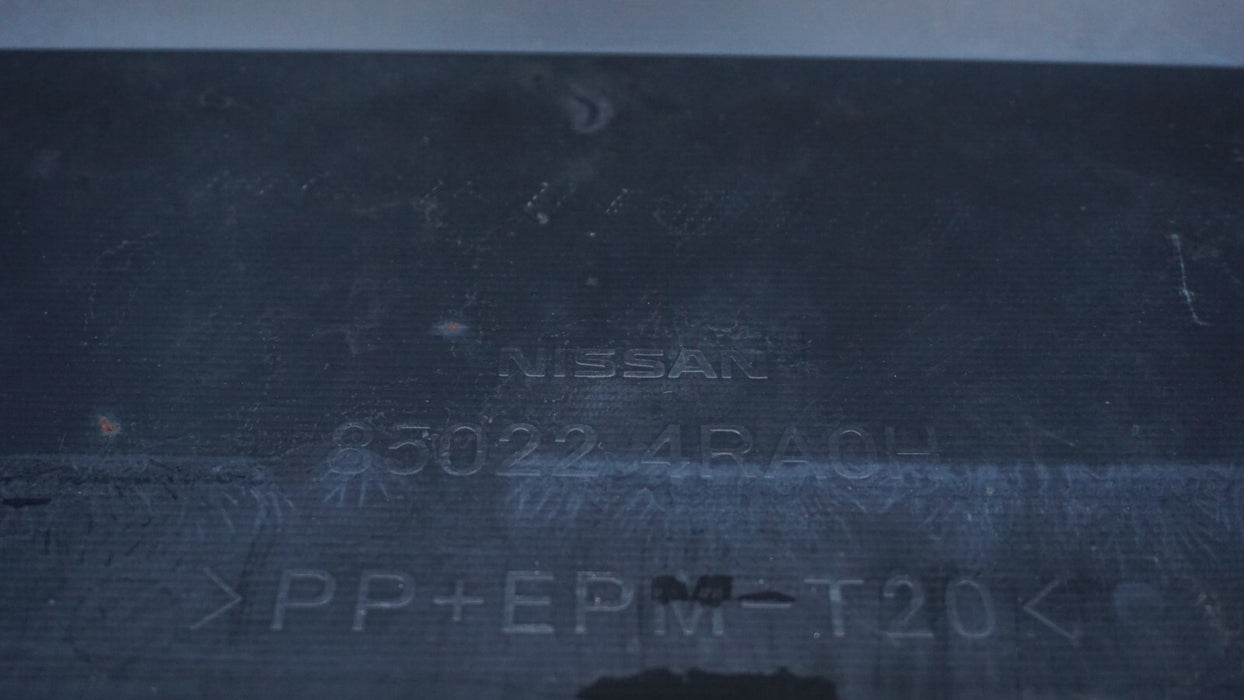 NISSAN
85022 4RA0H
>PP+EPM-T20<